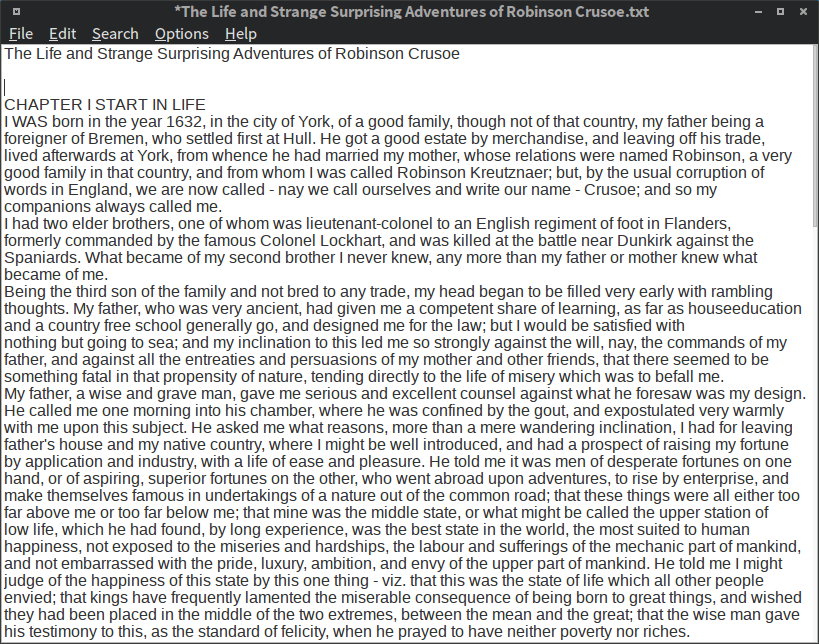 *The Life and Strange Surprising Adventures of Robinson Crusoe.txt
File Edit Search Options Help
The Life and Strange Surprising Adventures of Robinson Crusoe
CHAPTER I START IN LIFE
I WAS born in the year 1632, in the city of York, of a good family, though not of that country, my father being a
foreigner of Bremen, who settled first at Hull. He got a good estate by merchandise, and leaving off his trade,
lived afterwards at York, from whence he had married my mother, whose relations were named Robinson, a very
good family in that country, and from whom I was called Robinson Kreutznaer; but, by the usual corruption of
words in England, we are now called - nay we call ourselves and write our name - Crusoe; and so my
companions always called me.
I had two elder brothers, one of whom was lieutenant-colonel to an English regiment of foot in Flanders,
formerly commanded by the famous Colonel Lockhart, and was killed at the battle near Dunkirk against the
Spaniards. What became of my second brother I never knew, any more than my father or mother knew what
became of me.
Being the third son of the family and not bred to any trade, my head began to be filled very early with rambling
thoughts. My father, who was very ancient, had given me a competent share of learning, as far as houseeducation
and a country free school generally go, and designed me for the law; but I would be satisfied with
nothing but going to sea; and my inclination to this led me so strongly against the will, nay, the commands of my
father, and against all the entreaties and persuasions of my mother and other friends, that there seemed to be
something fatal in that propensity of nature, tending directly to the life of misery which was to befall me.
My father, a wise and grave man, gave me serious and excellent counsel against what he foresaw was my design.
He called me one morning into his chamber, where he was confined by the gout, and expostulated very warmly
with me upon this subject. He asked me what reasons, more than a mere wandering inclination, I had for leaving
father's house and my native country, where I might be well introduced, and had a prospect of raising my fortune
by application and industry, with a life of ease and pleasure. He told me it was men of desperate fortunes on one
hand, or of aspiring, superior fortunes on the other, who went abroad upon adventures, to rise by enterprise, and
make themselves famous in undertakings of a nature out of the common road; that these things were all either too
far above me or too far below me; that mine was the middle state, or what might be called the upper station of
low life, which he had found, by long experience, was the best state in the world, the most suited to human
happiness, not exposed to the miseries and hardships, the labour and sufferings of the mechanic part of mankind,
and not embarrassed with the pride, luxury, ambition, and envy of the upper part of mankind. He told me I might
judge of the happiness of this state by this one thing - viz. that this was the state of life which all other people
envied; that kings have frequently lamented the miserable consequence of being born to great things, and wished
they had been placed in the middle of the two extremes, between the mean and the great; that the wise man gave
his testimony to this, as the standard of felicity, when he prayed to have neither poverty nor riches.